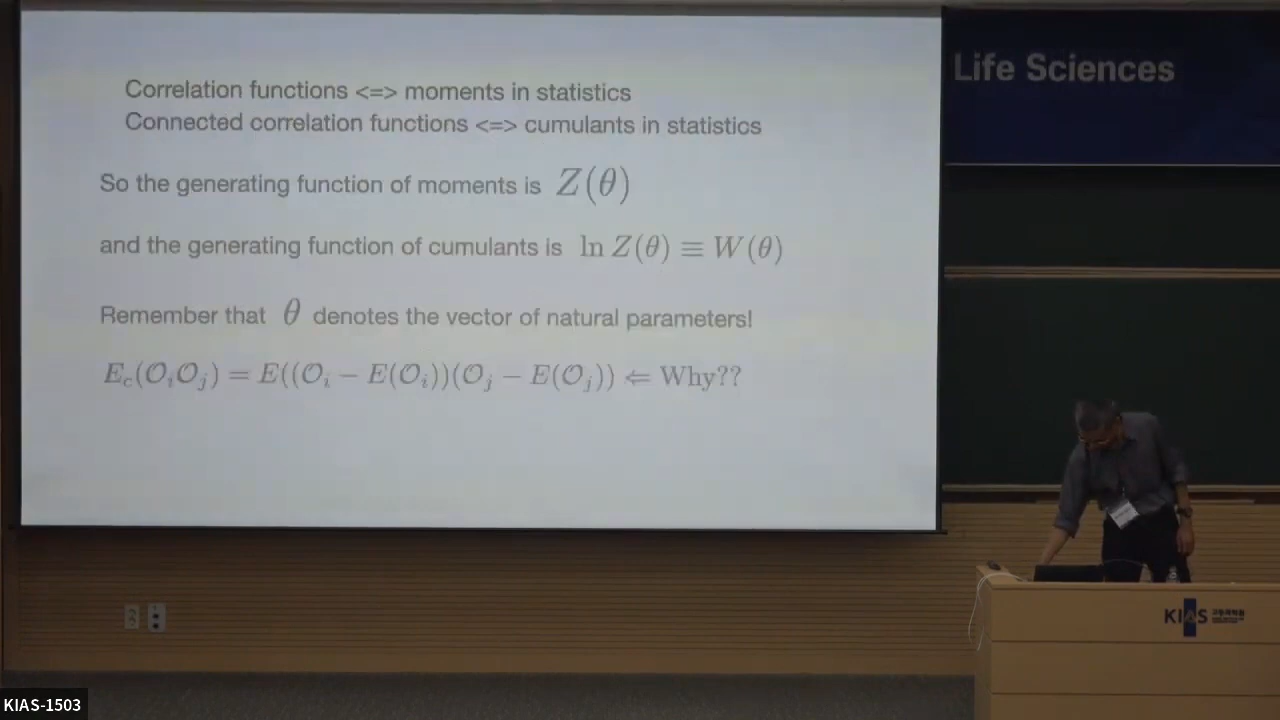 Correlation functions <=> moments in statistics
Connected correlation functions <=> cumulants in statistics
So the generating function of moments is Z(θ)
and the generating function of cumulants is ln Z(θ) ≡ W(θ)
Remember that θ denotes the vector of natural parameters!
E_c(𝒪_i𝒪_j) = E((𝒪_i − E(𝒪_i))(𝒪_j − E(𝒪_j)) ⇐ Why??
Life Sciences
KIAS
KIAS-1503